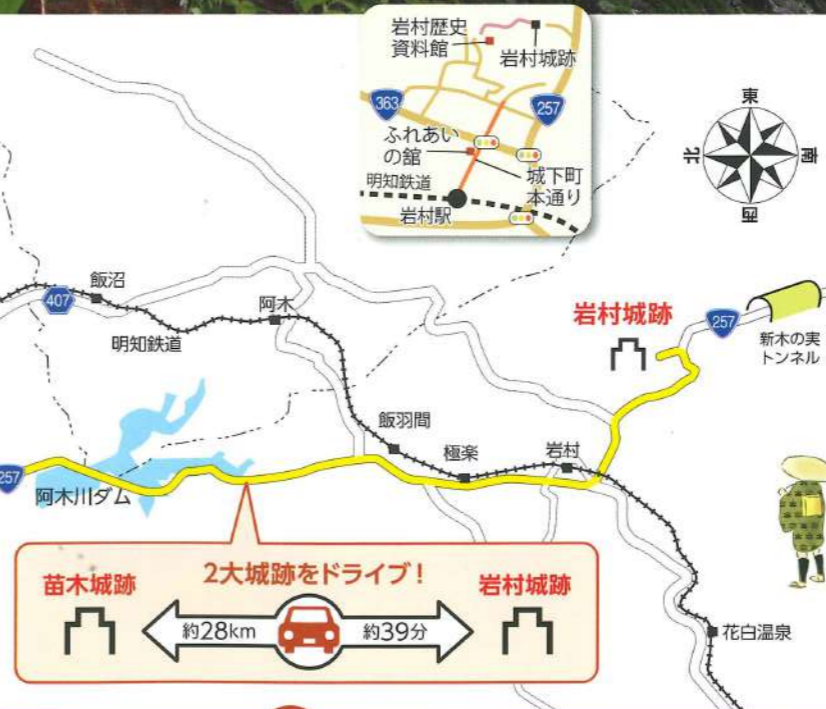 岩村歴史
資料館
岩村城跡
363
257
ふれあい
の舘
城下町
本通り
明知鉄道
岩村駅
東
北
南
西
飯沼
407
阿木
明知鉄道
岩村城跡
257
新木の実
トンネル
飯羽間
極楽
岩村
257
阿木川ダム
2大城跡をドライブ！
苗木城跡
岩村城跡
約28km
約39分
花白温泉